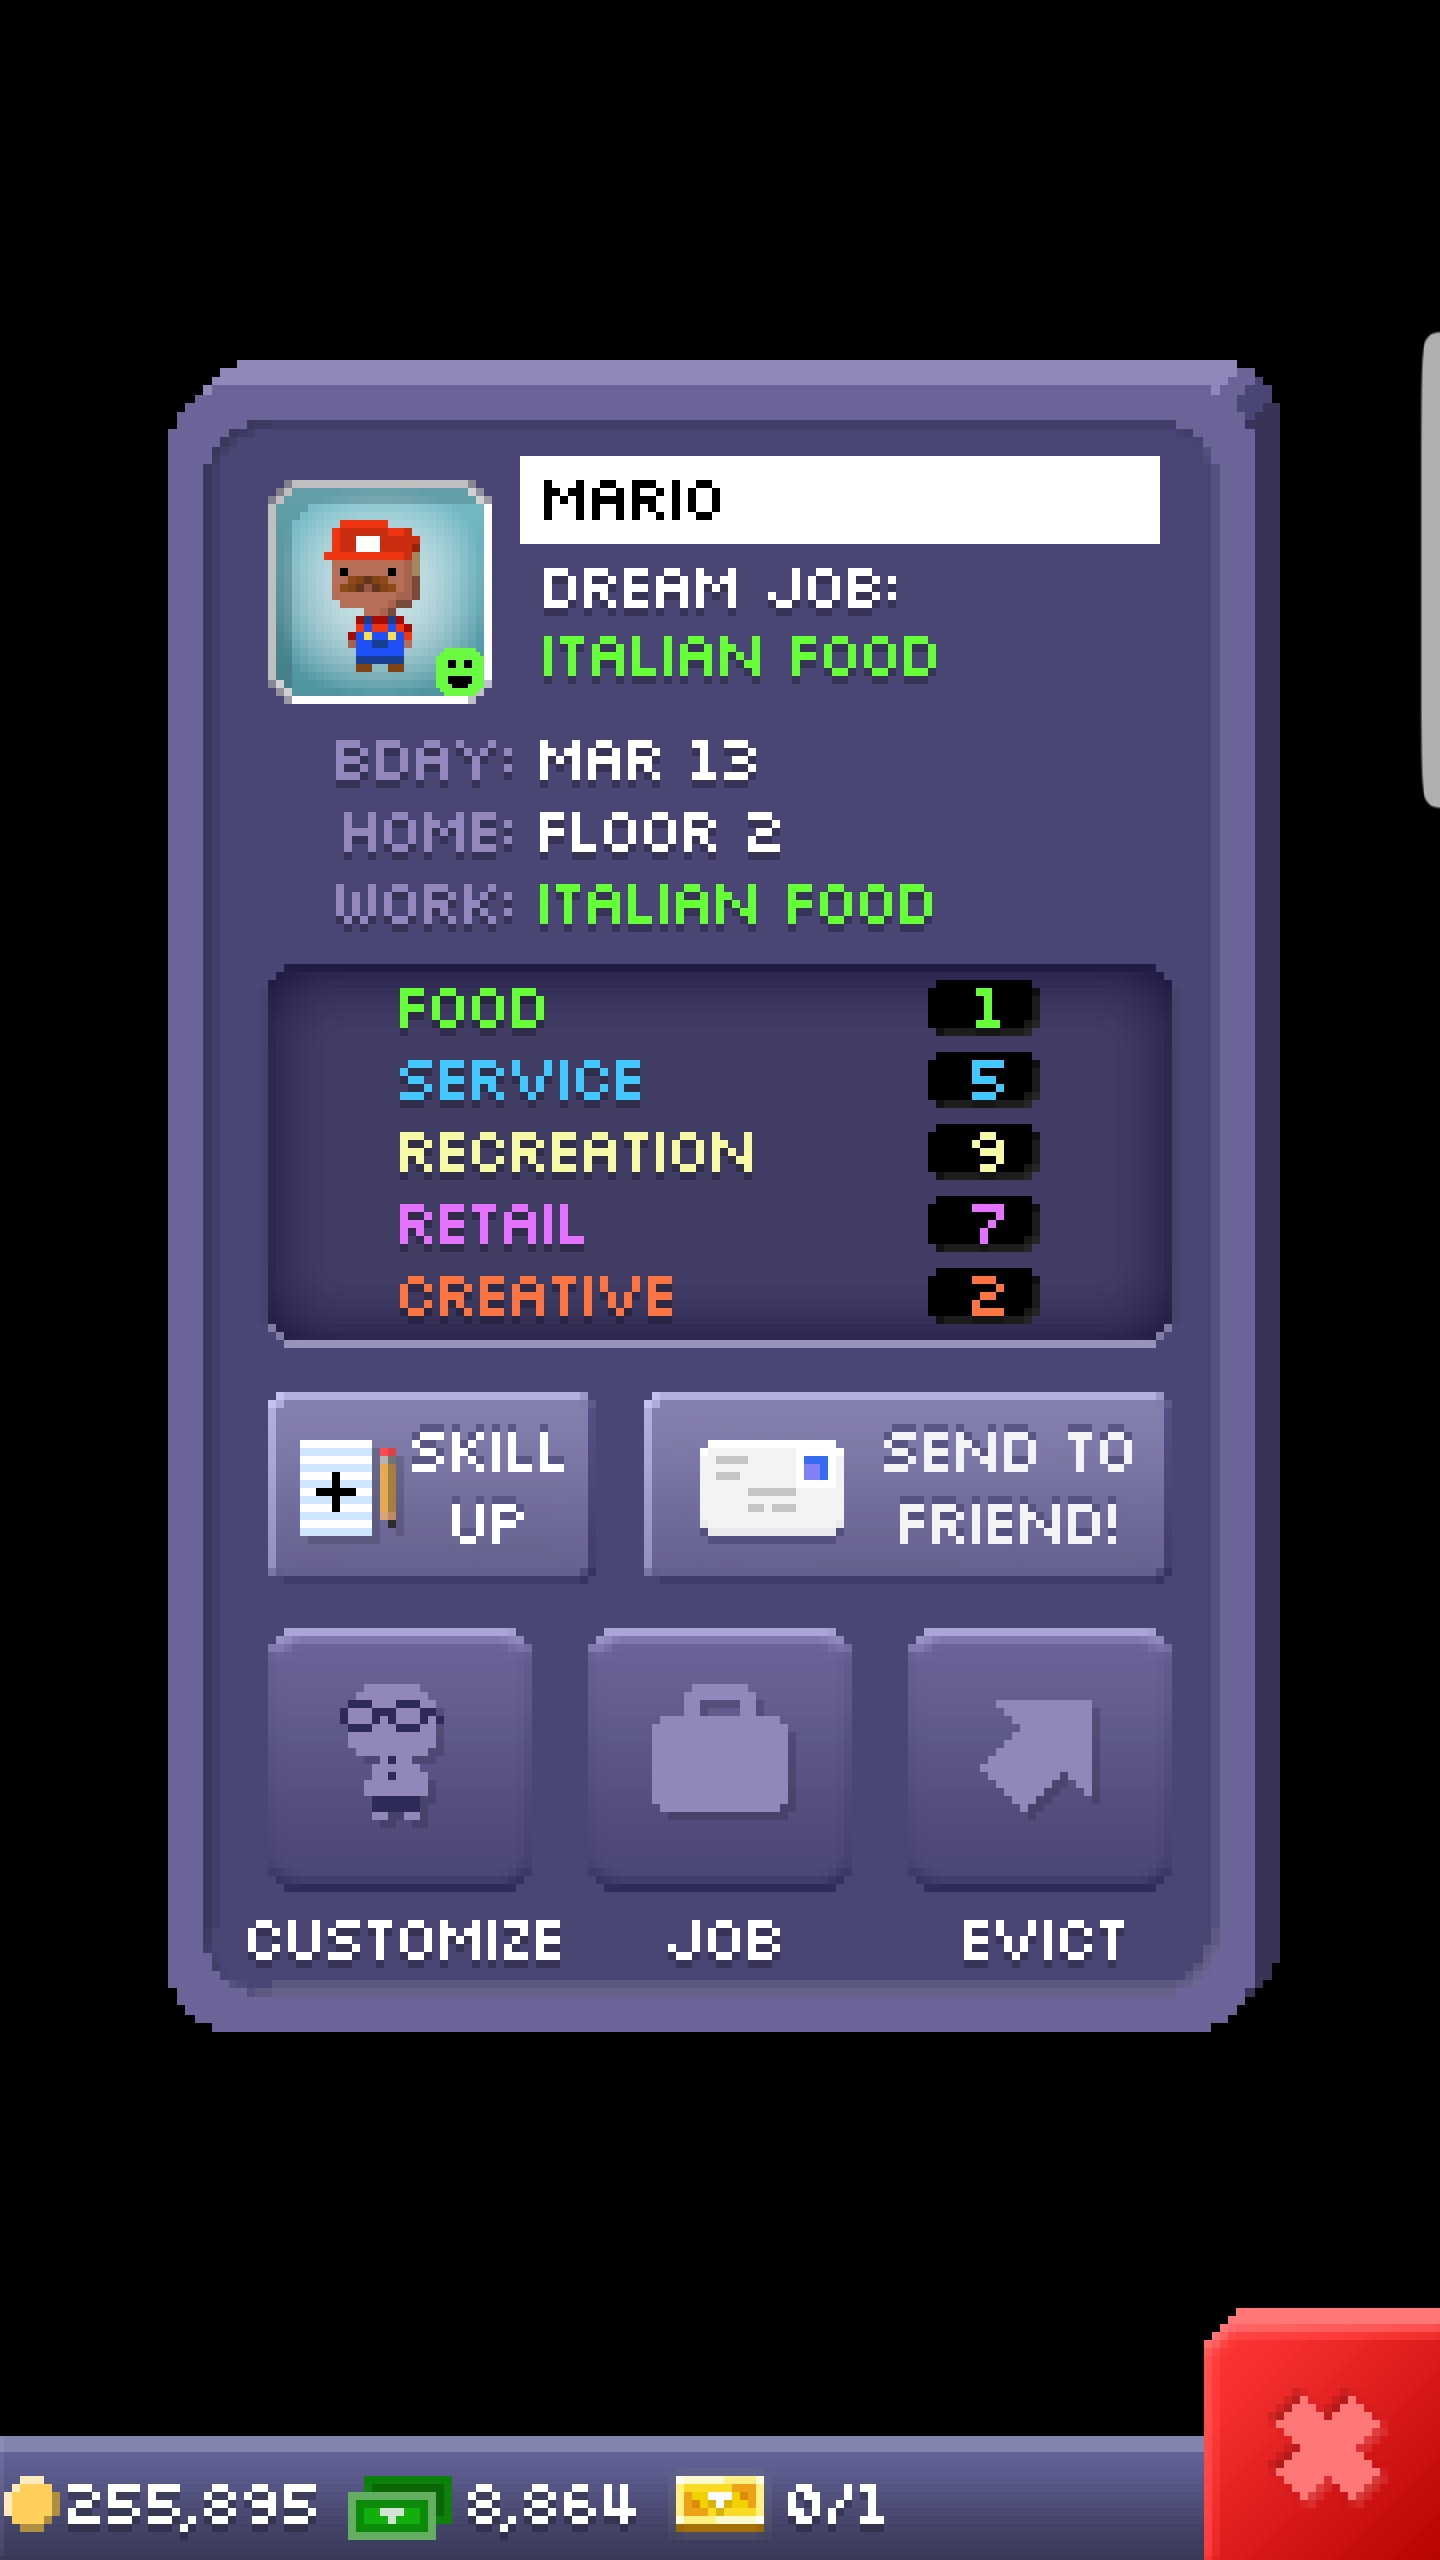 MARIO
DREAM JOB:
ITALIAN FOOD
BDAY: MAR 13
HOME: FLOOR 2
WORK: ITALIAN FOOD
FOOD 1
SERVICE 5
RECREATION 9
RETAIL 7
CREATIVE 2
SKILL UP
SEND TO FRIEND!
CUSTOMIZE JOB EVICT
255,895 8,864 0/1